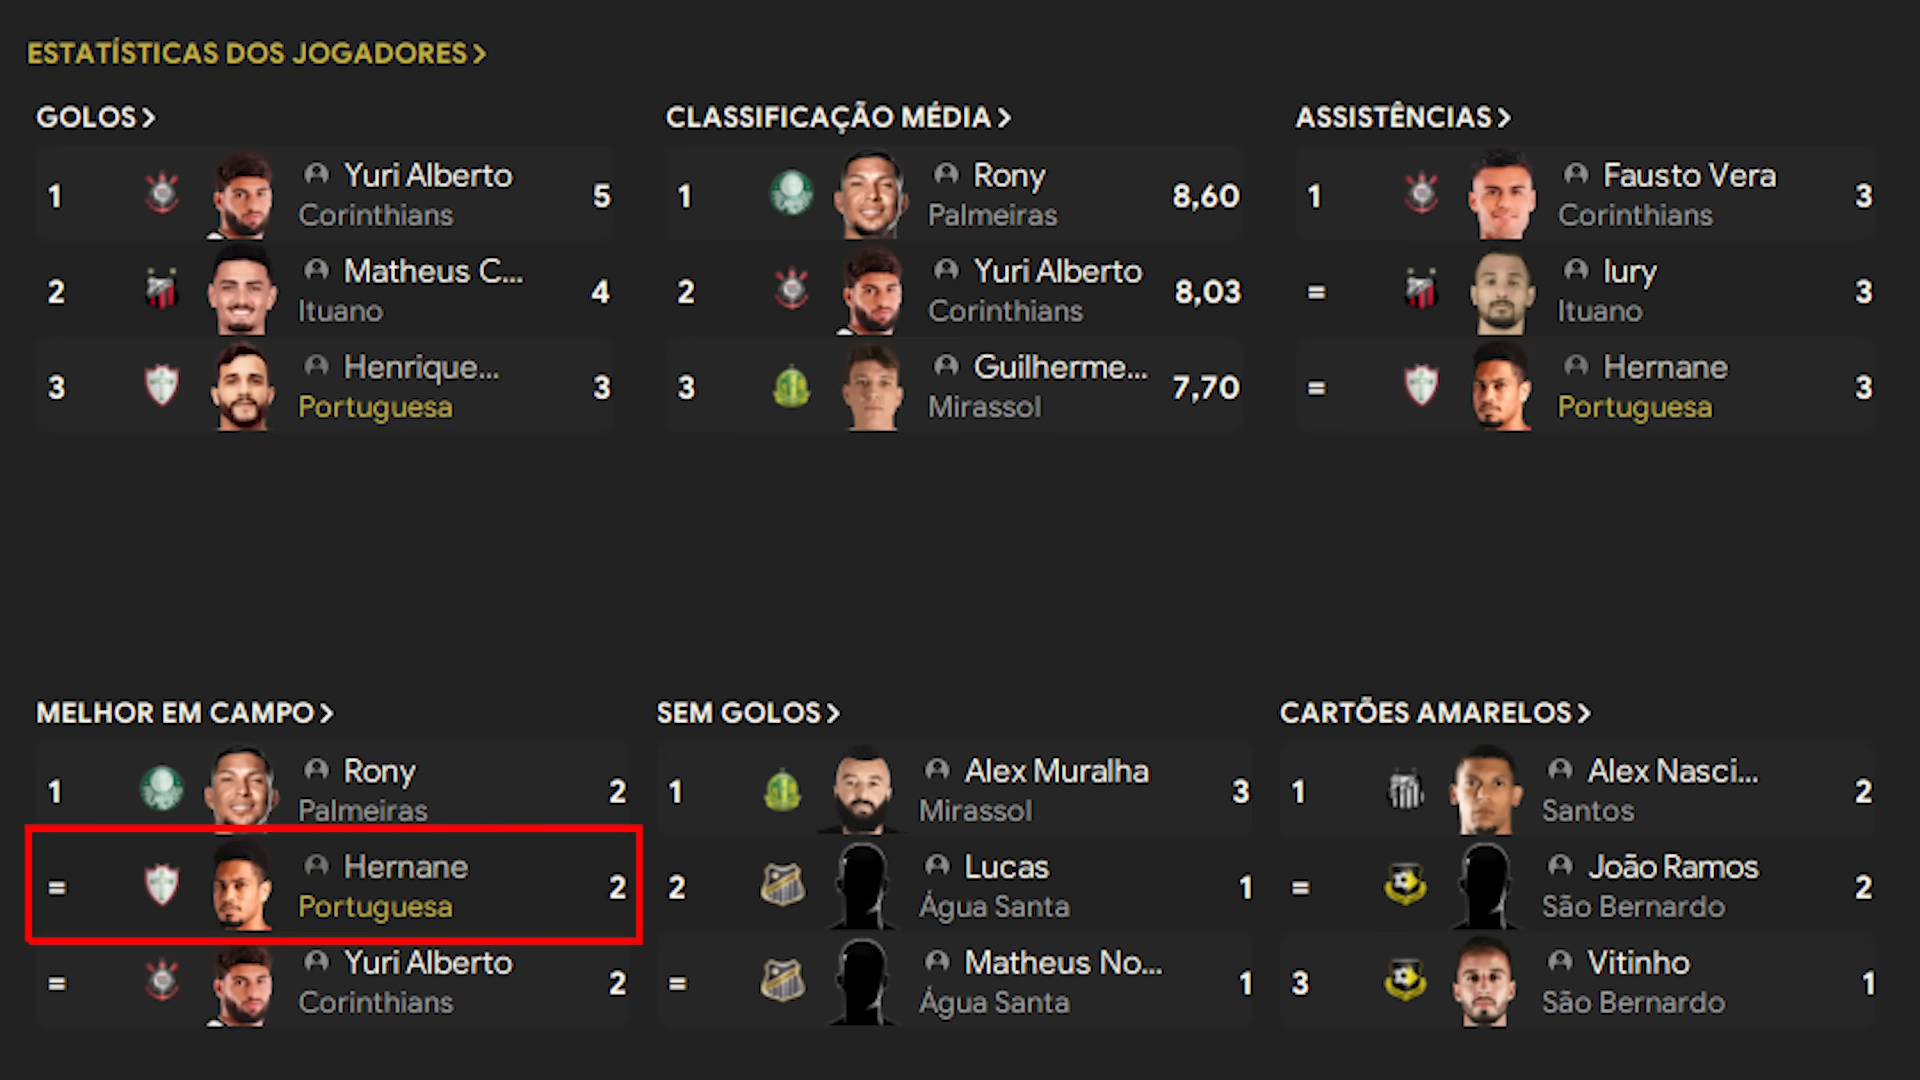 ESTATÍSTICAS DOS JOGADORES >
GOLOS >
1 Yuri Alberto 5
Corinthians
2 Matheus C... 4
Ituano
3 Henrique... 3
Portuguesa
CLASSIFICAÇÃO MÉDIA >
1 Rony 8,60
Palmeiras
2 Yuri Alberto 8,03
Corinthians
3 Guilherme... 7,70
Mirassol
ASSISTÊNCIAS >
1 Fausto Vera 3
Corinthians
= Iury 3
Ituano
= Hernane 3
Portuguesa
MELHOR EM CAMPO >
1 Rony 2
Palmeiras
= Hernane 2
Portuguesa
= Yuri Alberto 2
Corinthians
SEM GOLOS >
1 Alex Muralha 3
Mirassol
2 Lucas 1
Água Santa
= Matheus No... 1
Água Santa
CARTÕES AMARELOS >
1 Alex Nasci... 2
Santos
= João Ramos 2
São Bernardo
3 Vitinho 1
São Bernardo